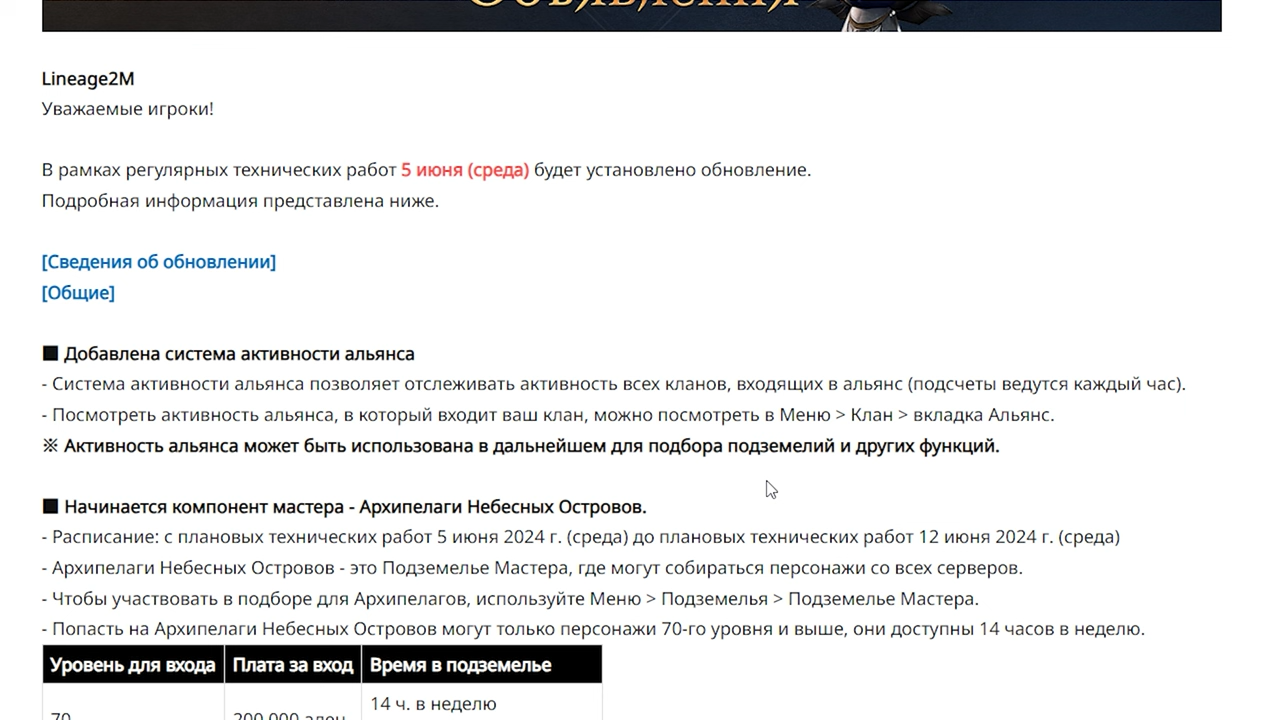 Объявления
Lineage2M
Уважаемые игроки!
В рамках регулярных технических работ 5 июня (среда) будет установлено обновление.
Подробная информация представлена ниже.
[Сведения об обновлении]
[Общие]
■ Добавлена система активности альянса
- Система активности альянса позволяет отслеживать активность всех кланов, входящих в альянс (подсчеты ведутся каждый час).
- Посмотреть активность альянса, в который входит ваш клан, можно посмотреть в Меню > Клан > вкладка Альянс.
※ Активность альянса может быть использована в дальнейшем для подбора подземелий и других функций.
■ Начинается компонент мастера - Архипелаги Небесных Островов.
- Расписание: с плановых технических работ 5 июня 2024 г. (среда) до плановых технических работ 12 июня 2024 г. (среда)
- Архипелаги Небесных Островов - это Подземелье Мастера, где могут собираться персонажи со всех серверов.
- Чтобы участвовать в подборе для Архипелагов, используйте Меню > Подземелья > Подземелье Мастера.
- Попасть на Архипелаги Небесных Островов могут только персонажи 70-го уровня и выше, они доступны 14 часов в неделю.
Уровень для входа Плата за вход Время в подземелье
14 ч. в неделю
70 200 000 аден